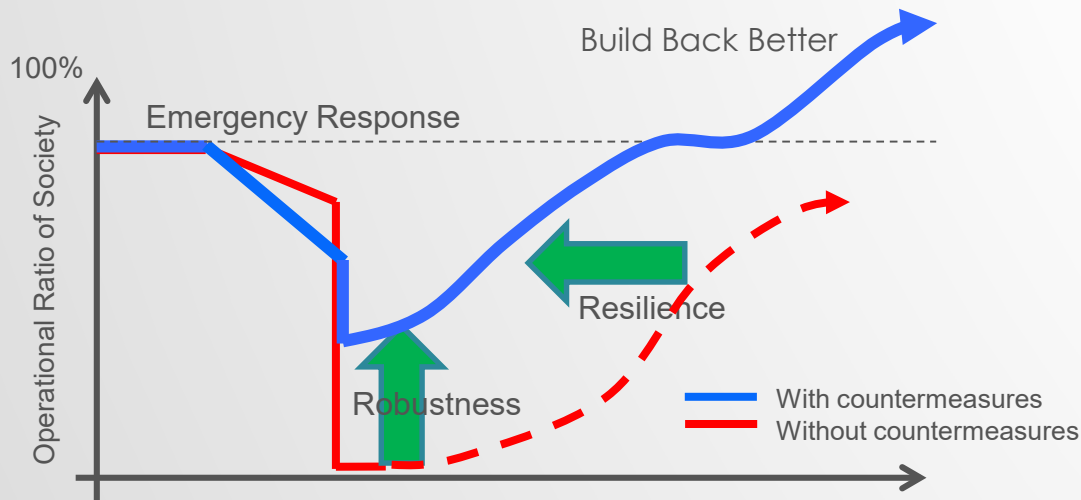 Build Back Better
100%
Emergency Response
Operational Ratio of Society
Resilience
Robustness
With countermeasures
Without countermeasures